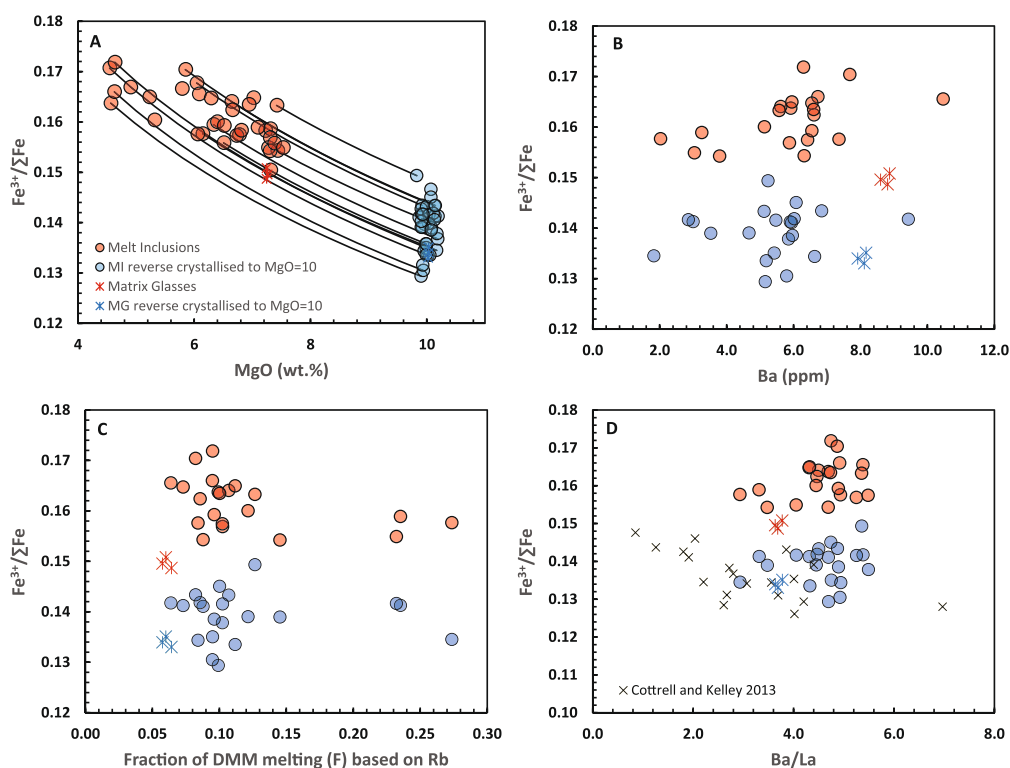 A
0.18
0.17
0.16
0.15
0.14
0.13
0.12
Fe3+/∑Fe
Melt Inclusions
MI reverse crystallised to MgO=10
Matrix Glasses
MG reverse crystallised to MgO=10
4 6 8 10
MgO (wt.%)
B
0.18
0.17
0.16
0.15
0.14
0.13
0.12
Fe3+/∑Fe
0.0 2.0 4.0 6.0 8.0 10.0 12.0
Ba (ppm)
C
0.18
0.17
0.16
0.15
0.14
0.13
0.12
Fe3+/∑Fe
0.00 0.05 0.10 0.15 0.20 0.25 0.30
Fraction of DMM melting (F) based on Rb
D
0.18
0.17
0.16
0.15
0.14
0.13
0.12
0.11
0.10
Fe3+/∑Fe
Cottrell and Kelley 2013
0.0 2.0 4.0 6.0 8.0
Ba/La